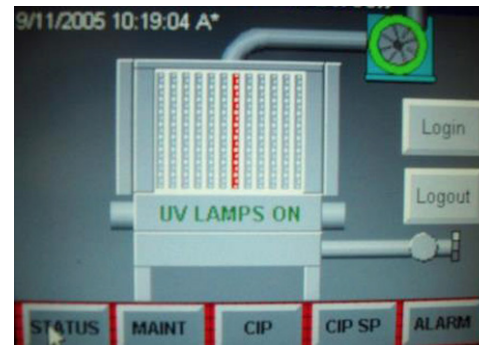 9/11/2005 10:19:04 A*
Login
Logout
UV LAMPS ON
STATUS
MAINT
CIP
CIP SP
ALARM